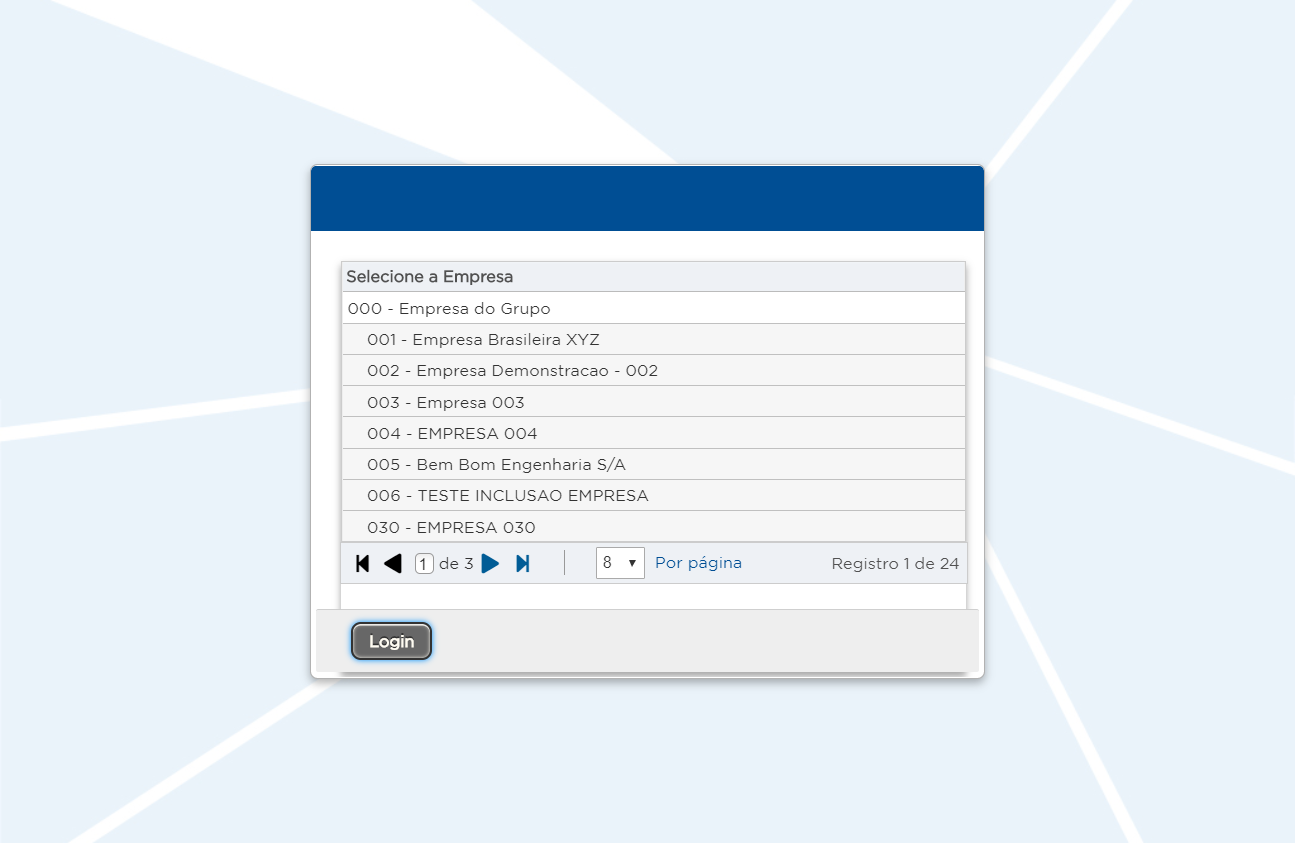 Selecione a Empresa
000 - Empresa do Grupo
001 - Empresa Brasileira XYZ
002 - Empresa Demonstracao - 002
003 - Empresa 003
004 - EMPRESA 004
005 - Bem Bom Engenharia S/A
006 - TESTE INCLUSAO EMPRESA
030 - EMPRESA 030
1 de 3 8 Por página Registro 1 de 24
Login